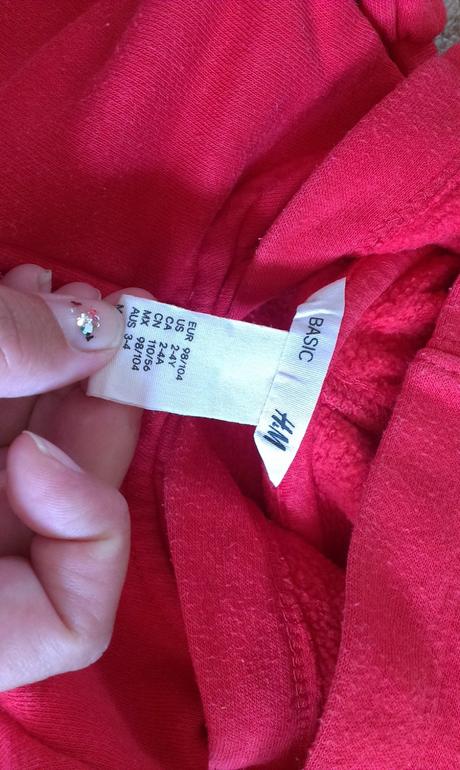 BASIC
H&M
EUR 98/104
US 2-4Y
CA 2-4A
CN 110/56
MX 98/104
AUS 3-4